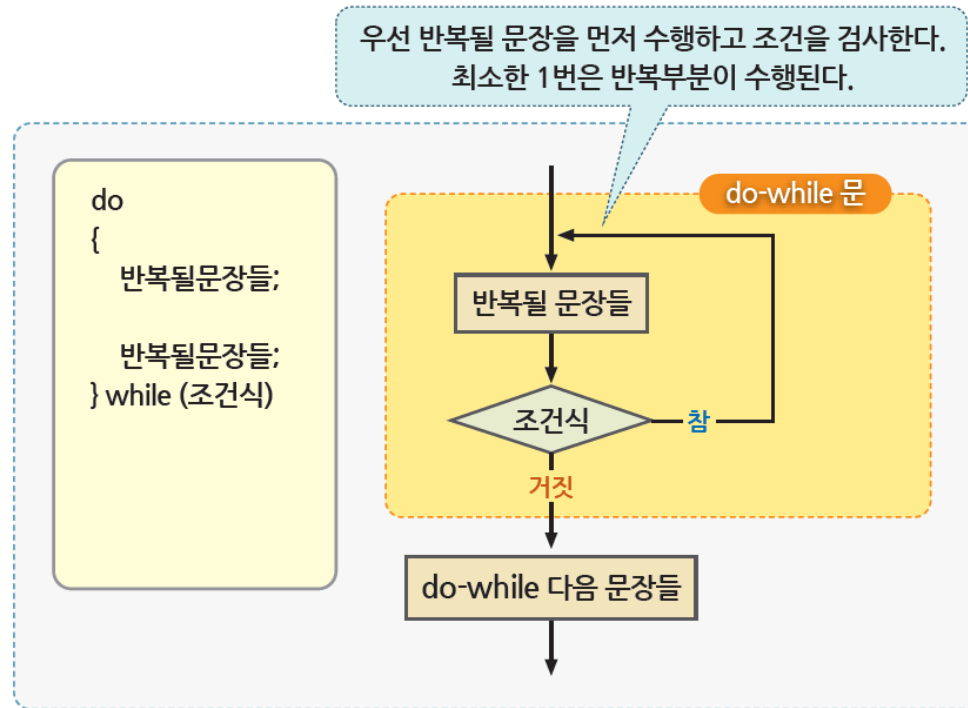 우선 반복될 문장을 먼저 수행하고 조건을 검사한다.
최소한 1번은 반복부분이 수행된다.
do
{
반복될문장들;
반복될문장들;
} while (조건식)
do-while 문
반복될 문장들
조건식
참
거짓
do-while 다음 문장들